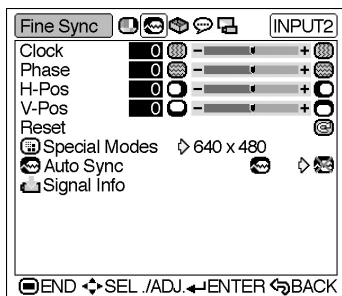 Fine Sync INPUT2
Clock 0 - +
Phase 0 - +
H-Pos 0 - +
V-Pos 0 - +
Reset
Special Modes 640 x 480
Auto Sync
Signal Info
END SEL ./ADJ. ENTER BACK